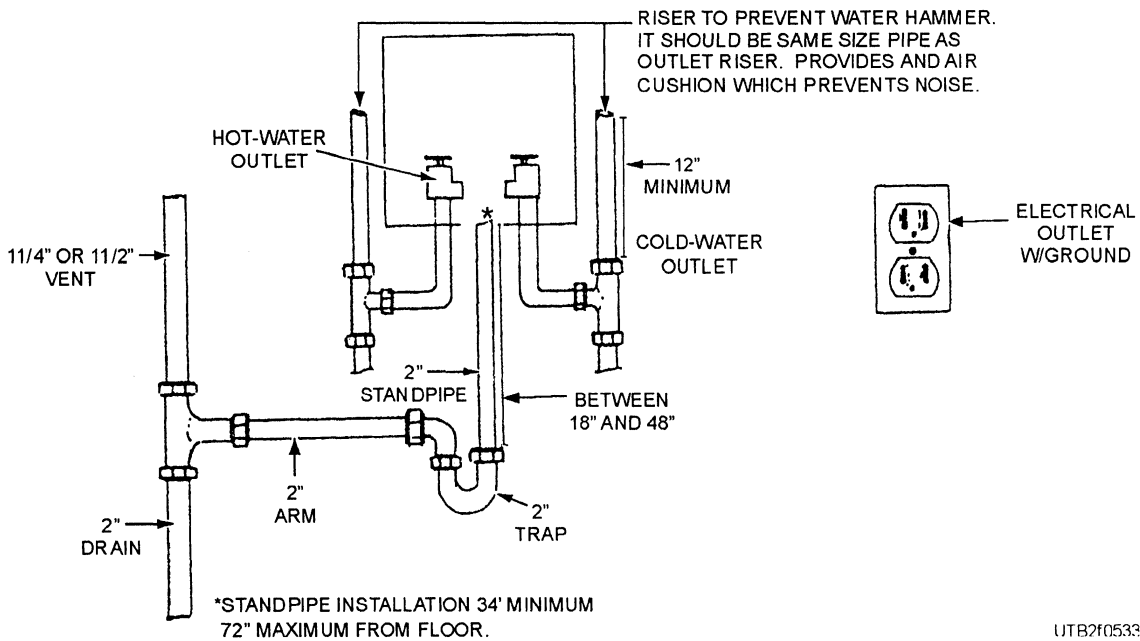 RISER TO PREVENT WATER HAMMER.
IT SHOULD BE SAME SIZE PIPE AS
OUTLET RISER. PROVIDES AND AIR
CUSHION WHICH PREVENTS NOISE.
HOT-WATER
OUTLET
12"
MINIMUM
COLD-WATER
OUTLET
ELECTRICAL
OUTLET
W/GROUND
11/4" OR 11/2"
VENT
2"
STANDPIPE
BETWEEN
18" AND 48"
2"
ARM
2"
TRAP
2"
DRAIN
*
*STANDPIPE INSTALLATION 34' MINIMUM
72" MAXIMUM FROM FLOOR.
UTB2f0533